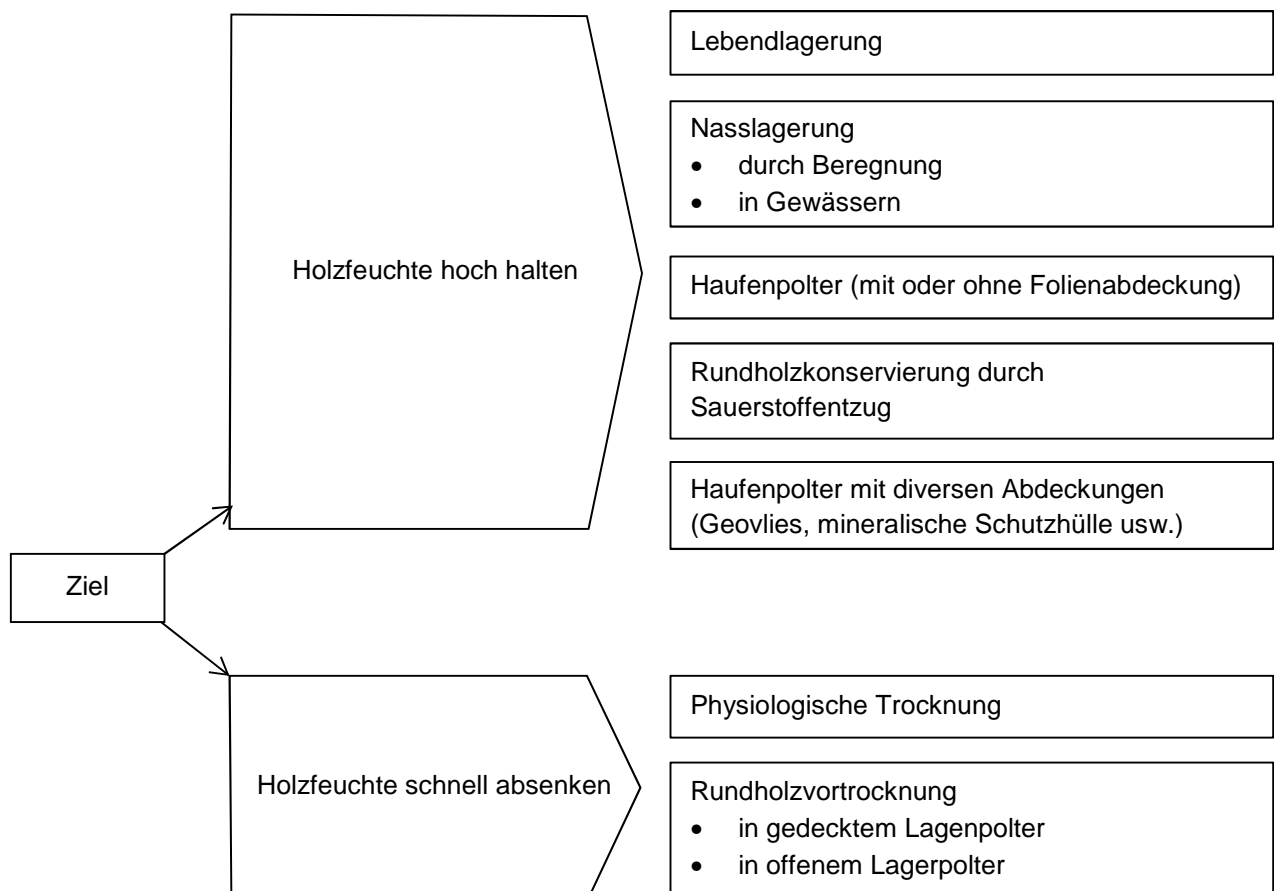 Lebendlagerung
Nasslagerung
• durch Beregnung
• in Gewässern
Holzfeuchte hoch halten
Haufenpolter (mit oder ohne Folienabdeckung)
Rundholzkonservierung durch
Sauerstoffentzug
Haufenpolter mit diversen Abdeckungen
(Geovlies, mineralische Schutzhülle usw.)
Ziel
Physiologische Trocknung
Holzfeuchte schnell absenken
Rundholzvortrocknung
• in gedecktem Lagenpolter
• in offenem Lagerpolter